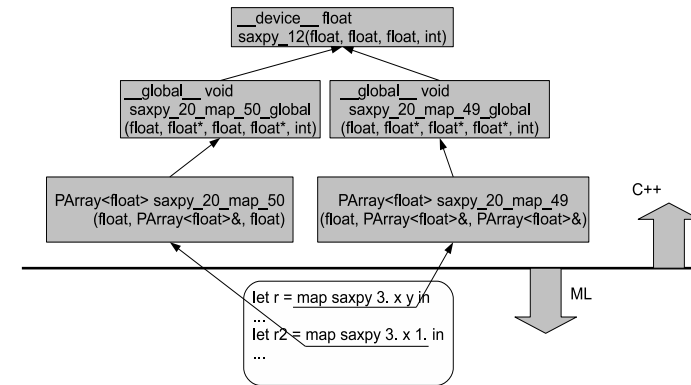 __device__ float
saxpy_12(float, float, float, int)
__global__ void
saxpy_20_map_50_global
(float, float*, float, float*, int)
__global__ void
saxpy_20_map_49_global
(float, float*, float*, float*, int)
PArray<float> saxpy_20_map_50
(float, PArray<float>&, float)
PArray<float> saxpy_20_map_49
(float, PArray<float>&, PArray<float>&)
C++
ML
let r = map saxpy 3. x y in
...
let r2 = map saxpy 3. x 1. in
...